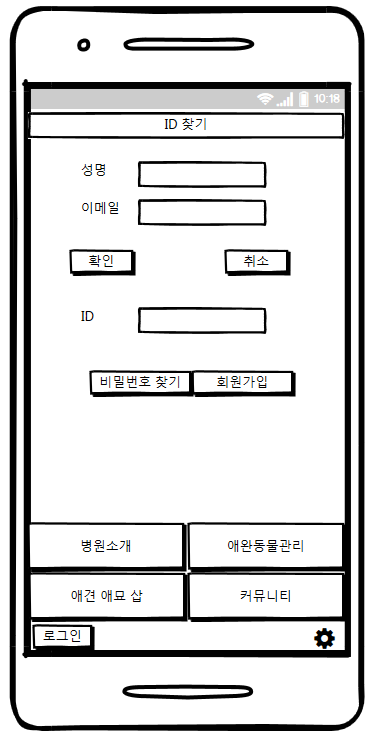 10:18
ID 찾기
성명
이메일
확인 취소
ID
비밀번호 찾기 회원가입
병원소개 애완동물관리
애견 애묘 샵
커뮤니티
로그인